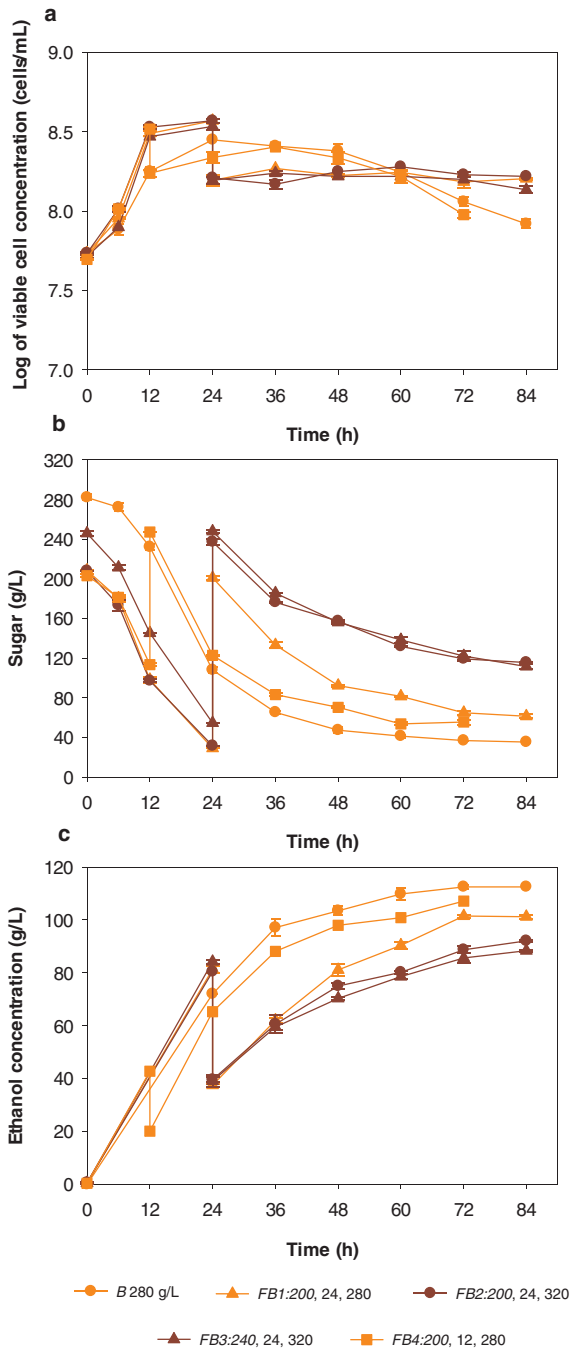 a
Log of viable cell concentration (cells/mL)
9.0
8.5
8.0
7.5
7.0
0 12 24 36 48 60 72 84
Time (h)
b
Sugar (g/L)
320
280
240
200
160
120
80
40
0
0 12 24 36 48 60 72 84
Time (h)
c
Ethanol concentration (g/L)
120
100
80
60
40
20
0
0 12 24 36 48 60 72 84
Time (h)
B 280 g/L FB1:200, 24, 280 FB2:200, 24, 320
FB3:240, 24, 320 FB4:200, 12, 280